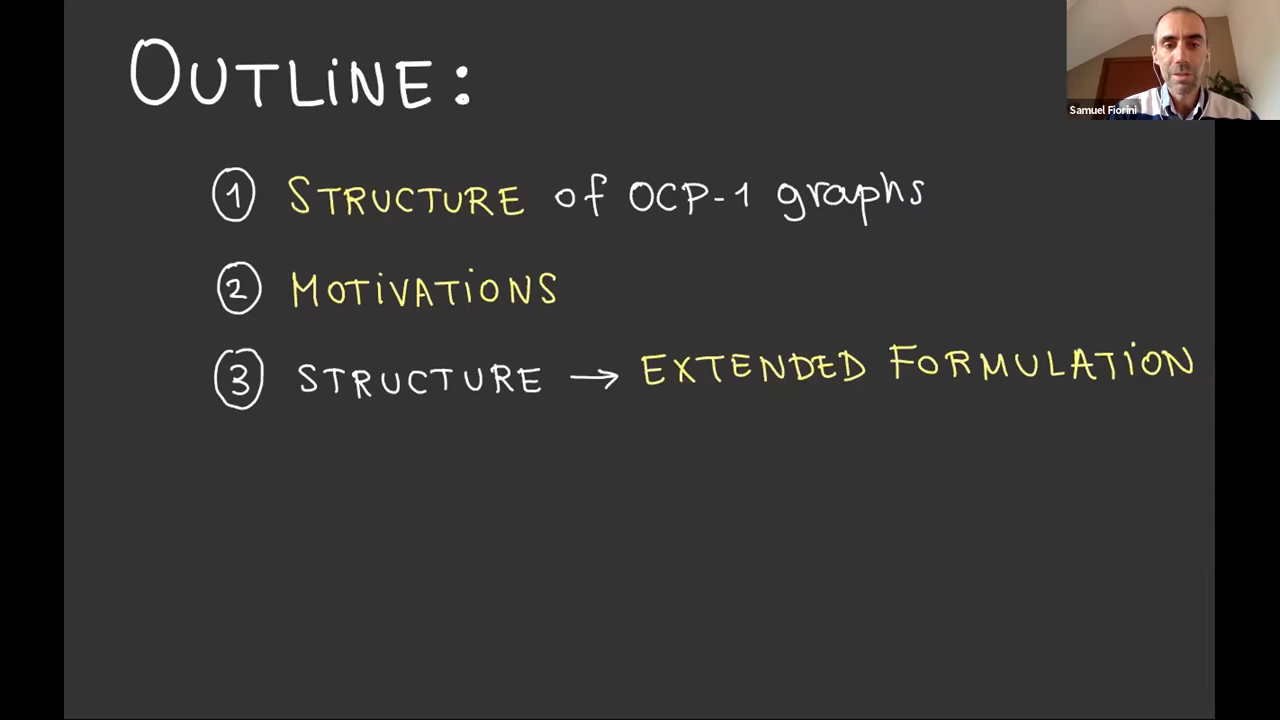 OUTLiNE:
Samuel Fiorini
① STRUCTURE of OCP-1 graphs
② MOTiVATiONS
③ STRUCTURE → EXTENDED FORMULATiON